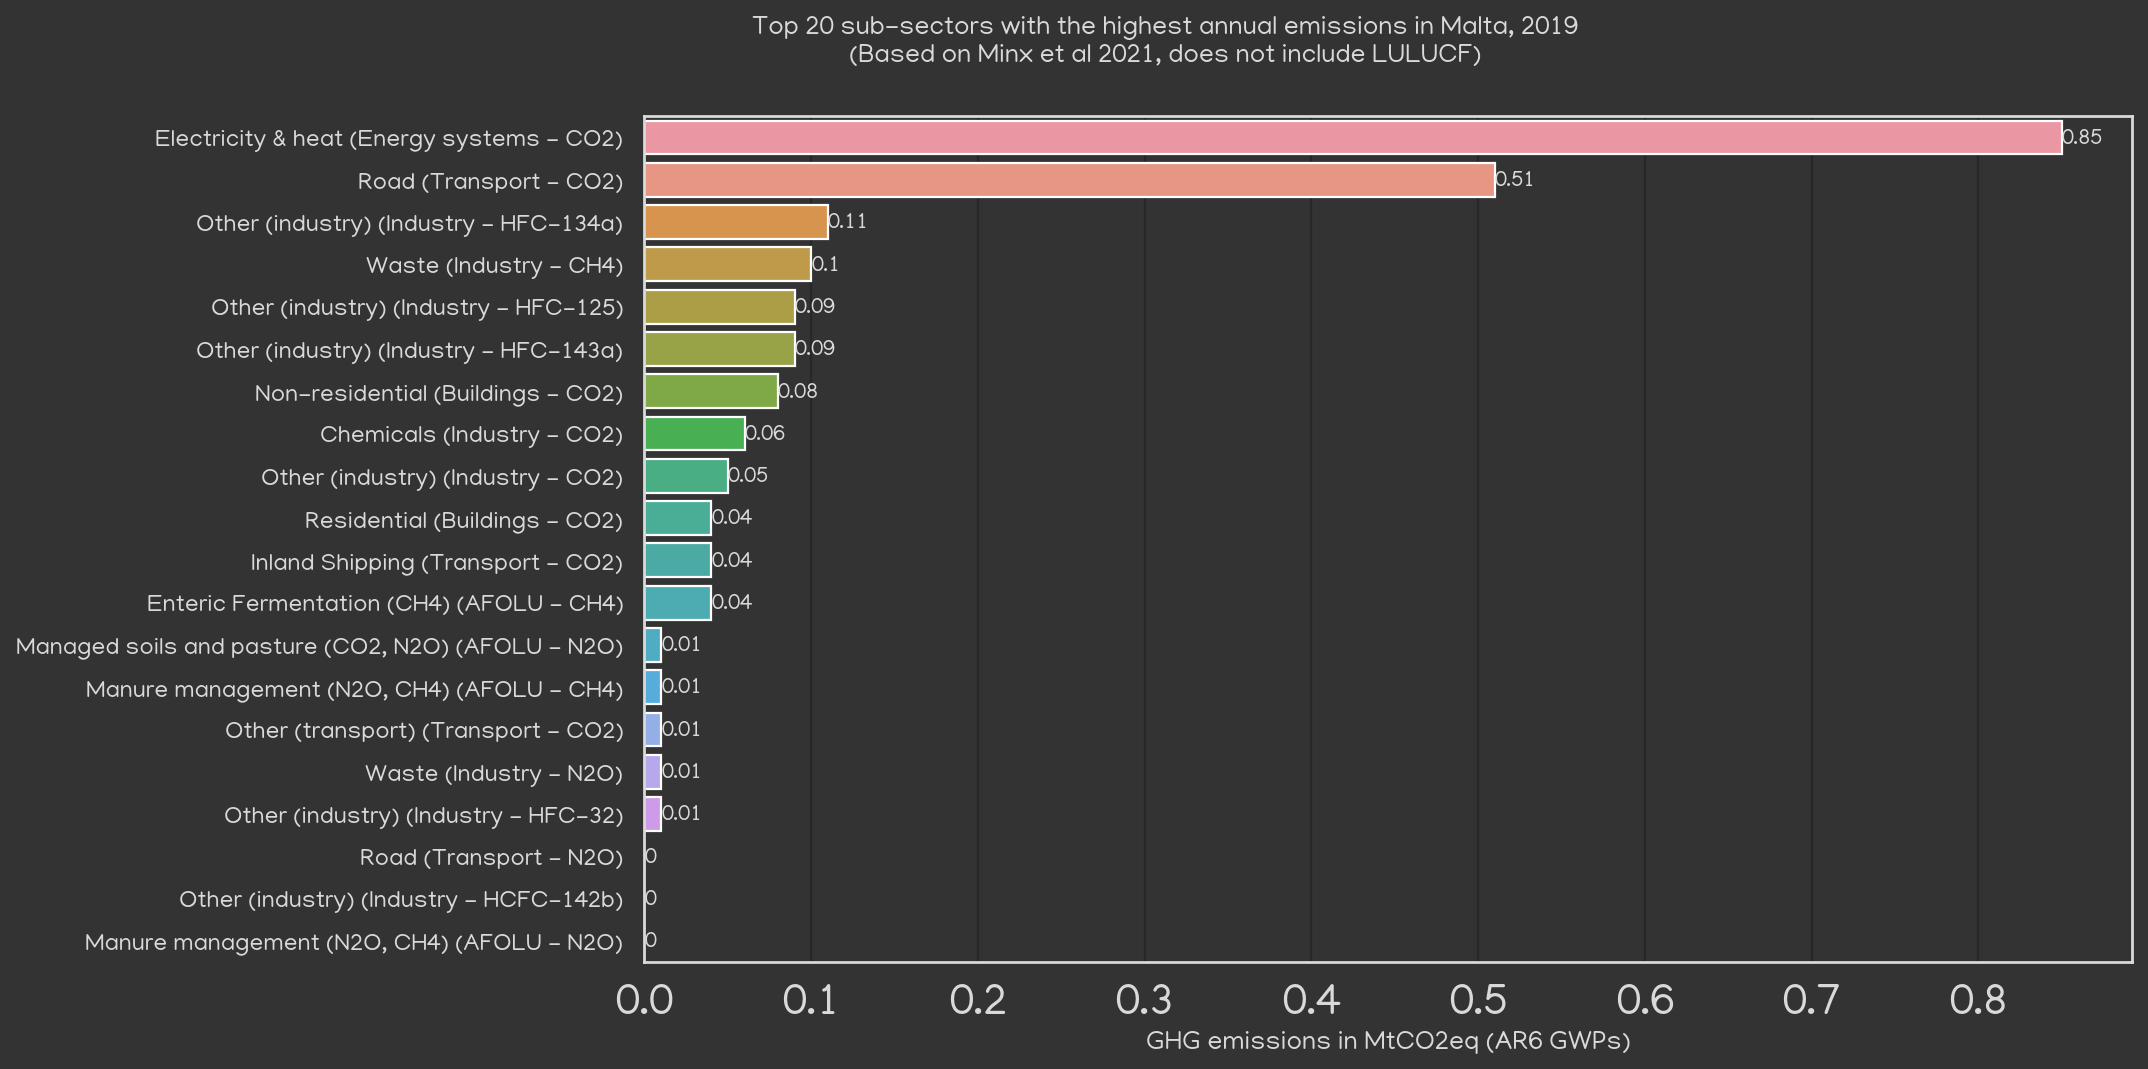 Top 20 sub-sectors with the highest annual emissions in Malta, 2019
(Based on Minx et al 2021, does not include LULUCF)
Electricity & heat (Energy systems - CO2) 0.85
Road (Transport - CO2) 0.51
Other (industry) (Industry - HFC-134a) 0.11
Waste (Industry - CH4) 0.1
Other (industry) (Industry - HFC-125) 0.09
Other (industry) (Industry - HFC-143a) 0.09
Non-residential (Buildings - CO2) 0.08
Chemicals (Industry - CO2) 0.06
Other (industry) (Industry - CO2) 0.05
Residential (Buildings - CO2) 0.04
Inland Shipping (Transport - CO2) 0.04
Enteric Fermentation (CH4) (AFOLU - CH4) 0.04
Managed soils and pasture (CO2, N2O) (AFOLU - N2O) 0.01
Manure management (N2O, CH4) (AFOLU - CH4) 0.01
Other (transport) (Transport - CO2) 0.01
Waste (Industry - N2O) 0.01
Other (industry) (Industry - HFC-32) 0.01
Road (Transport - N2O) 0
Other (industry) (Industry - HCFC-142b) 0
Manure management (N2O, CH4) (AFOLU - N2O) 0
0.0 0.1 0.2 0.3 0.4 0.5 0.6 0.7 0.8
GHG emissions in MtCO2eq (AR6 GWPs)